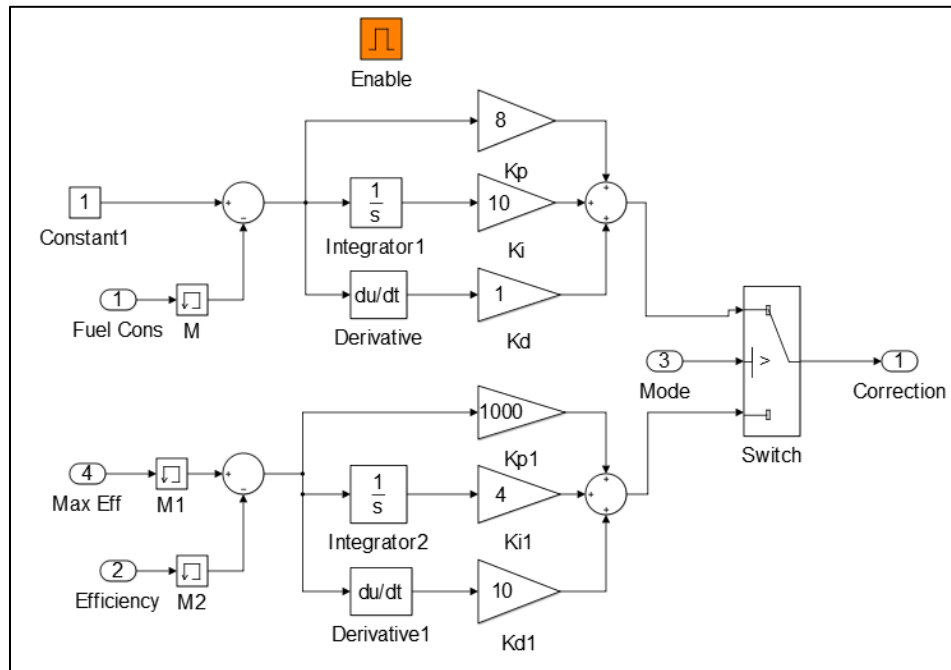 Enable
8
Kp
1
Constant1
+
-
1
s
Integrator1
10
Ki
+
+
+
1
Fuel Cons
M
du/dt
Derivative
1
Kd
3
Mode
>
Switch
1
Correction
1000
Kp1
4
Max Eff
M1
+
-
1
s
Integrator2
4
Ki1
+
+
+
2
Efficiency
M2
du/dt
Derivative1
10
Kd1